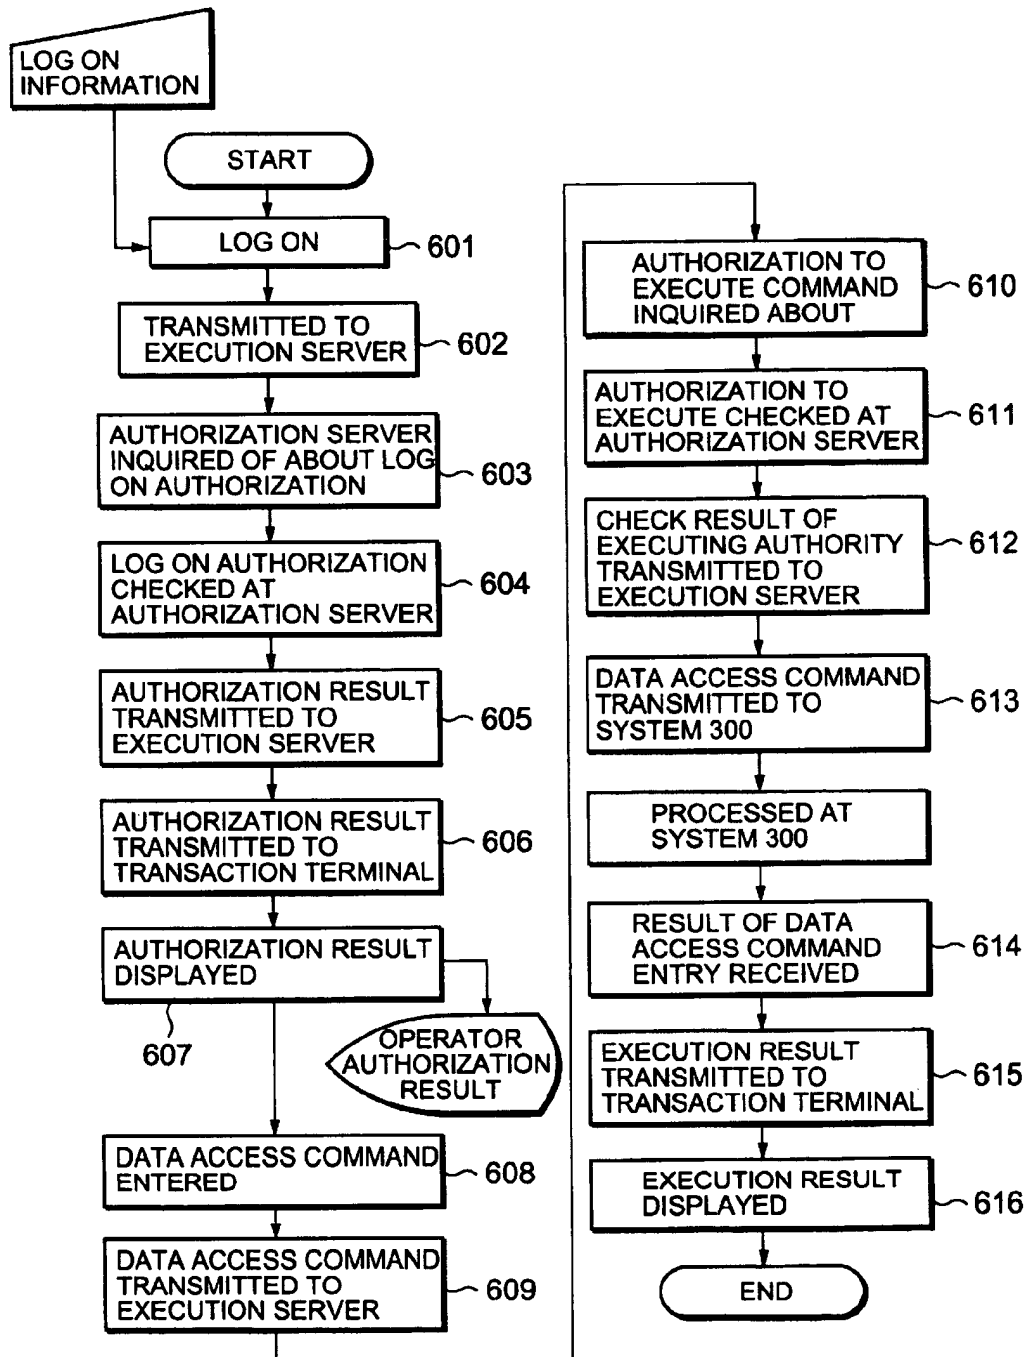 LOG ON
INFORMATION
START
LOG ON
601
TRANSMITTED TO
EXECUTION SERVER
602
AUTHORIZATION SERVER
INQUIRED OF ABOUT LOG
ON AUTHORIZATION
603
LOG ON AUTHORIZATION
CHECKED AT
AUTHORIZATION SERVER
604
AUTHORIZATION RESULT
TRANSMITTED TO
EXECUTION SERVER
605
AUTHORIZATION RESULT
TRANSMITTED TO
TRANSACTION TERMINAL
606
AUTHORIZATION RESULT
DISPLAYED
607
OPERATOR
AUTHORIZATION
RESULT
DATA ACCESS COMMAND
ENTERED
608
DATA ACCESS COMMAND
TRANSMITTED TO
EXECUTION SERVER
609
AUTHORIZATION TO
EXECUTE COMMAND
INQUIRED ABOUT
610
AUTHORIZATION TO
EXECUTE CHECKED AT
AUTHORIZATION SERVER
611
CHECK RESULT OF
EXECUTING AUTHORITY
TRANSMITTED TO
EXECUTION SERVER
612
DATA ACCESS COMMAND
TRANSMITTED TO
SYSTEM 300
613
PROCESSED AT
SYSTEM 300
RESULT OF DATA
ACCESS COMMAND
ENTRY RECEIVED
614
EXECUTION RESULT
TRANSMITTED TO
TRANSACTION TERMINAL
615
EXECUTION RESULT
DISPLAYED
616
END